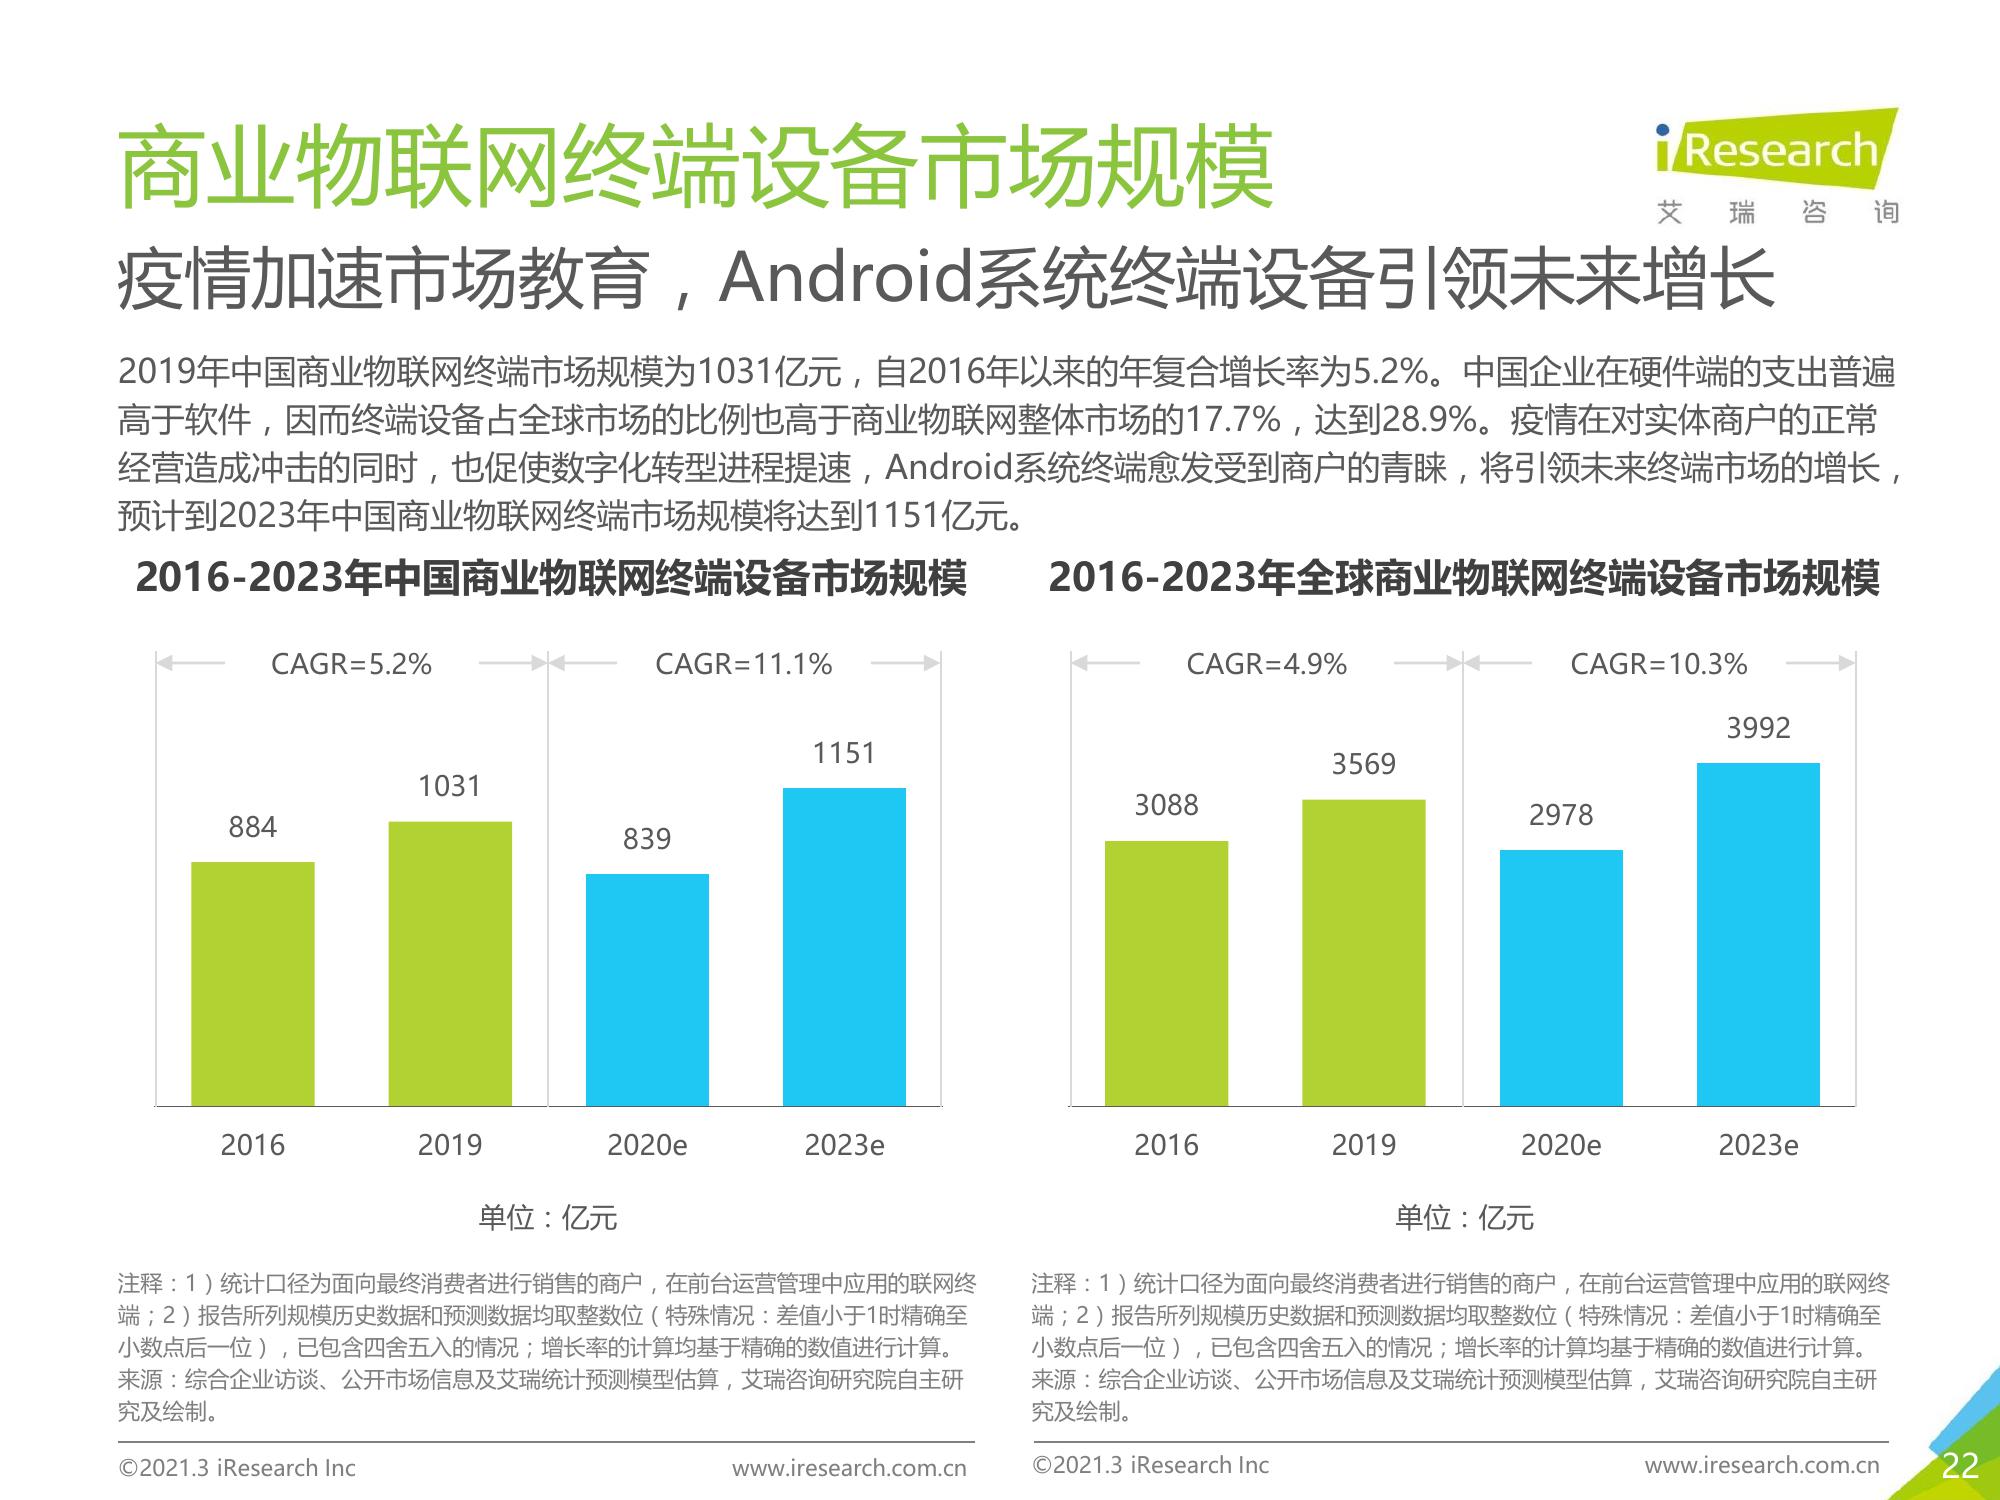 商业物联网终端设备市场规模
iResearch
艾瑞咨询
疫情加速市场教育，Android系统终端设备引领未来增长
2019年中国商业物联网终端市场规模为1031亿元，自2016年以来的年复合增长率为5.2%。中国企业在硬件端的支出普遍
高于软件，因而终端设备占全球市场的比例也高于商业物联网整体市场的17.7%，达到28.9%。疫情在对实体商户的正常
经营造成冲击的同时，也促使数字化转型进程提速，Android系统终端愈发受到商户的青睐，将引领未来终端市场的增长，
预计到2023年中国商业物联网终端市场规模将达到1151亿元。
2016-2023年中国商业物联网终端设备市场规模
CAGR=5.2%
CAGR=11.1%
884
1031
839
1151
2016
2019
2020e
2023e
单位：亿元
注释：1）统计口径为面向最终消费者进行销售的商户，在前台运营管理中应用的联网终
端；2）报告所列规模历史数据和预测数据均取整数位（特殊情况：差值小于1时精确至
小数点后一位），已包含四舍五入的情况；增长率的计算均基于精确的数值进行计算。
来源：综合企业访谈、公开市场信息及艾瑞统计预测模型估算，艾瑞咨询研究院自主研
究及绘制。
©2021.3 iResearch Inc
www.iresearch.com.cn
2016-2023年全球商业物联网终端设备市场规模
CAGR=4.9%
CAGR=10.3%
3088
3569
2978
3992
2016
2019
2020e
2023e
单位：亿元
注释：1）统计口径为面向最终消费者进行销售的商户，在前台运营管理中应用的联网终
端；2）报告所列规模历史数据和预测数据均取整数位（特殊情况：差值小于1时精确至
小数点后一位），已包含四舍五入的情况；增长率的计算均基于精确的数值进行计算。
来源：综合企业访谈、公开市场信息及艾瑞统计预测模型估算，艾瑞咨询研究院自主研
究及绘制。
©2021.3 iResearch Inc
www.iresearch.com.cn
22